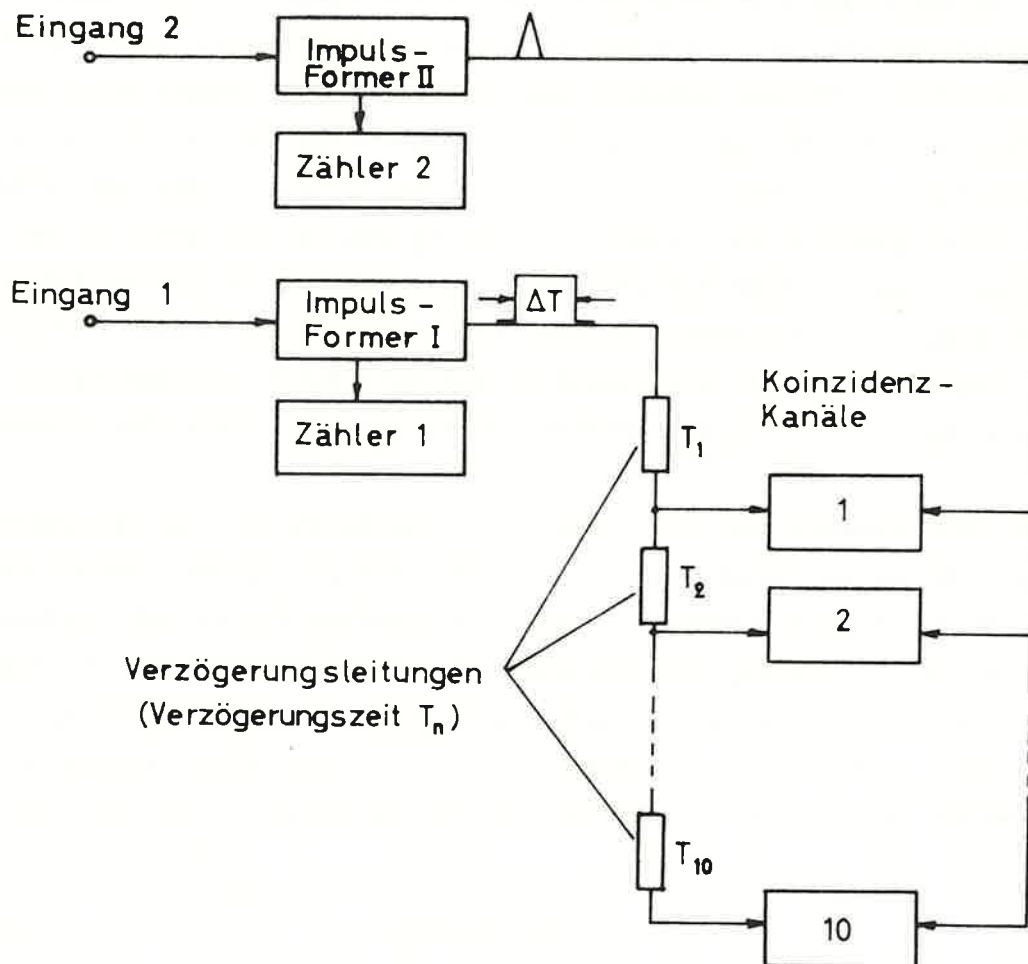 Eingang 2
Impuls-
Former II
Zähler 2
Eingang 1
Impuls-
Former I
ΔT
Zähler 1
Koinzidenz-
Kanäle
T₁
1
T₂
2
Verzögerungsleitungen
(Verzögerungszeit Tₙ)
T₁₀
10